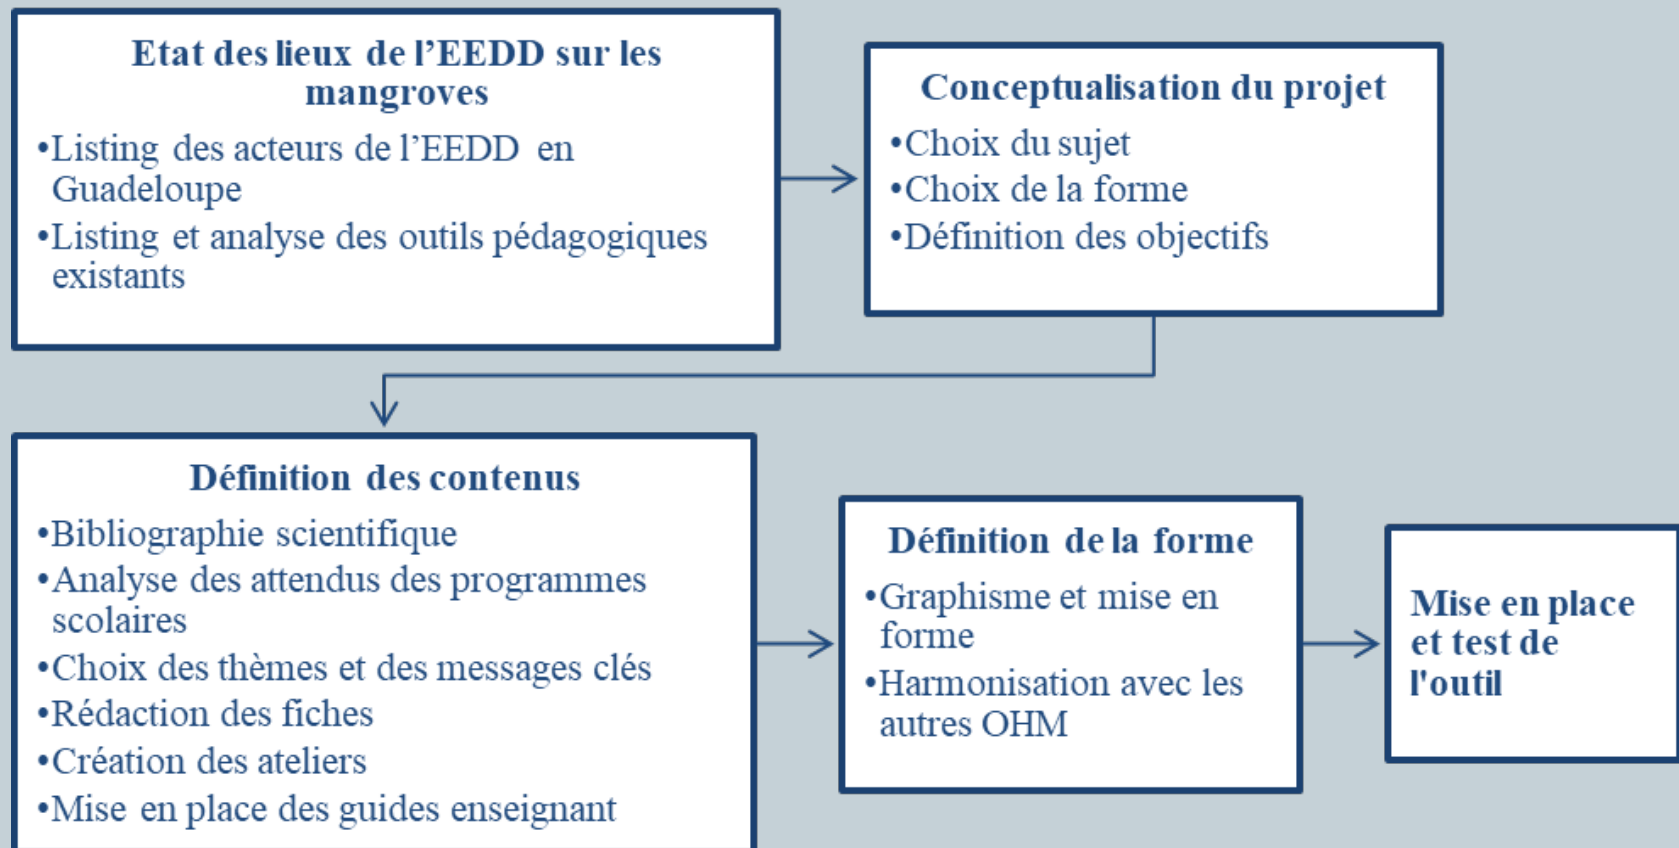 Etat des lieux de l’EEDD sur les
mangroves
•Listing des acteurs de l’EEDD en
Guadeloupe
•Listing et analyse des outils pédagogiques
existants
Conceptualisation du projet
•Choix du sujet
•Choix de la forme
•Définition des objectifs
Définition des contenus
•Bibliographie scientifique
•Analyse des attendus des programmes
scolaires
•Choix des thèmes et des messages clés
•Rédaction des fiches
•Création des ateliers
•Mise en place des guides enseignant
Définition de la forme
•Graphisme et mise en
forme
•Harmonisation avec les
autres OHM
Mise en place
et test de
l'outil